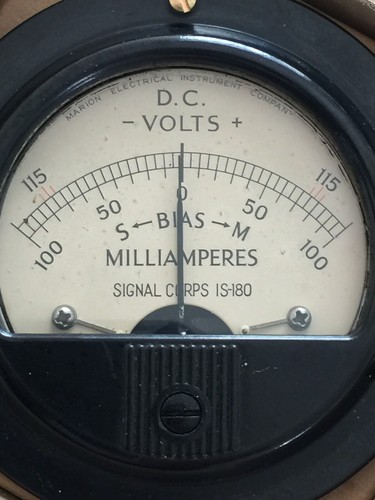 MARION ELECTRICAL INSTRUMENT COMPANY
D.C.
- VOLTS +
115 115
0
50 50
S ← BIAS → M
100 100
MILLIAMPERES
SIGNAL CORPS IS-180